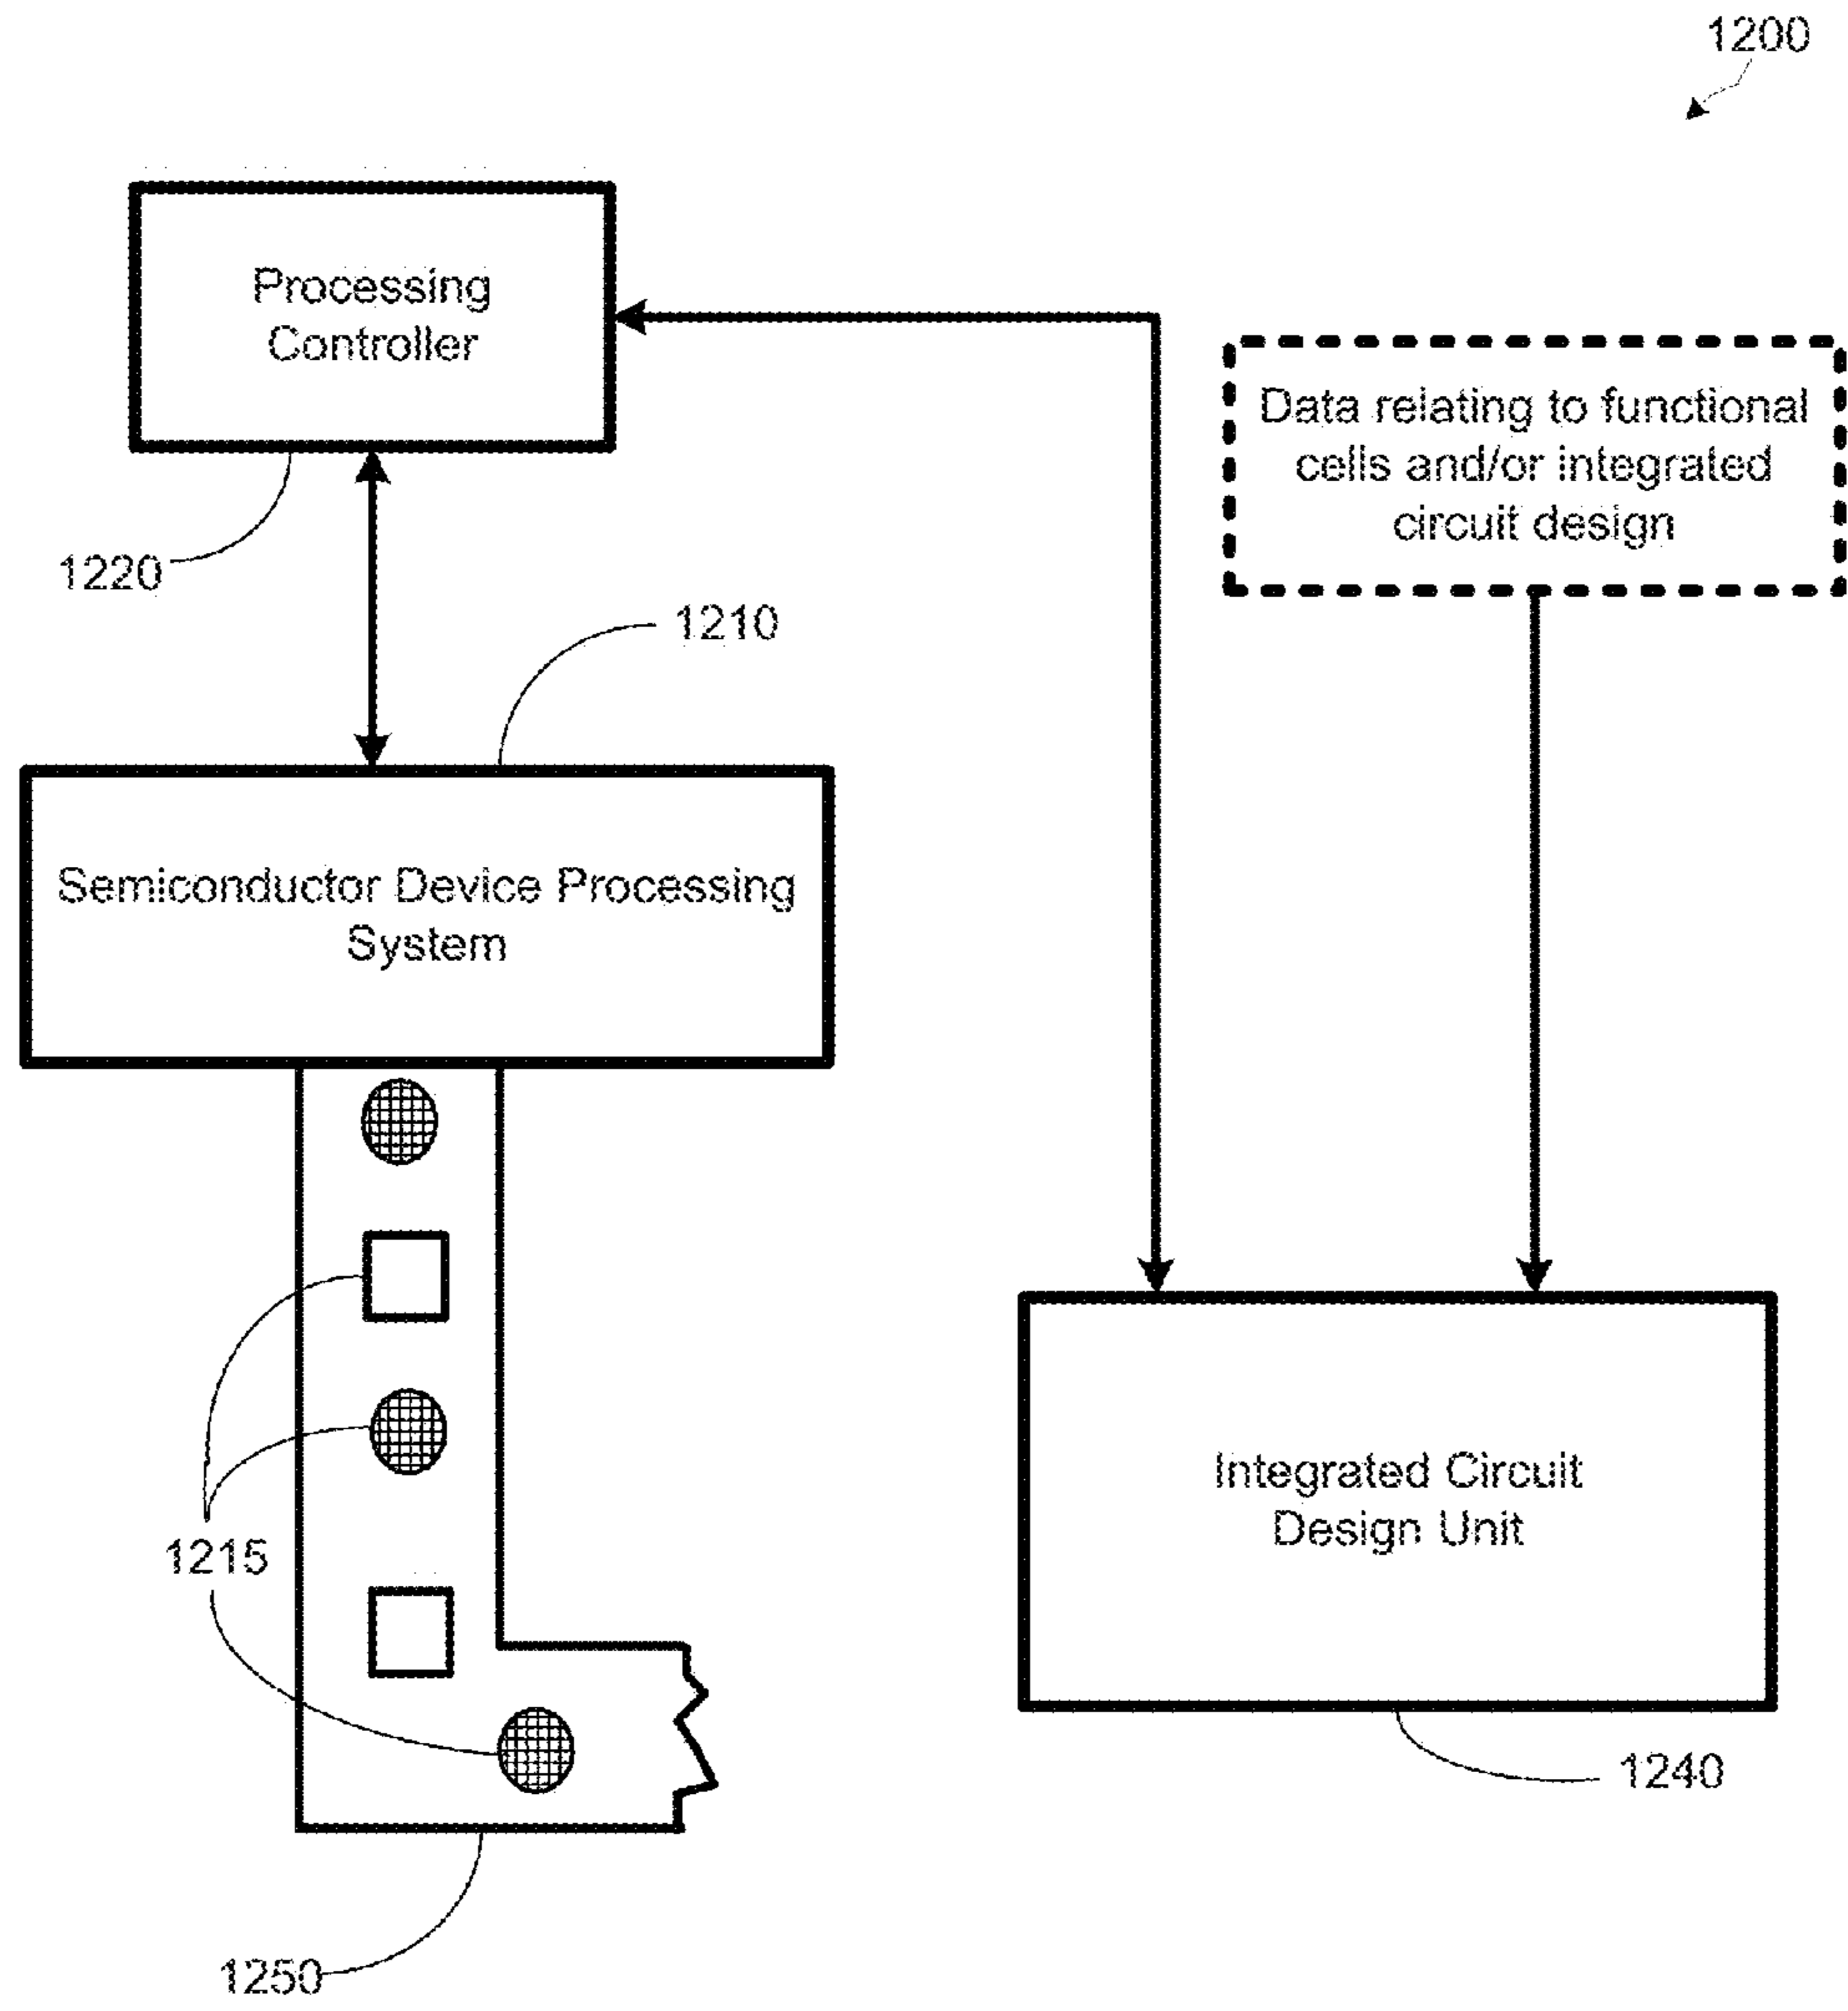 1200
Processing
Controller
Data relating to functional
cells and/or integrated
circuit design
1220
1210
Semiconductor Device Processing
System
Integrated Circuit
Design Unit
1215
1240
1250